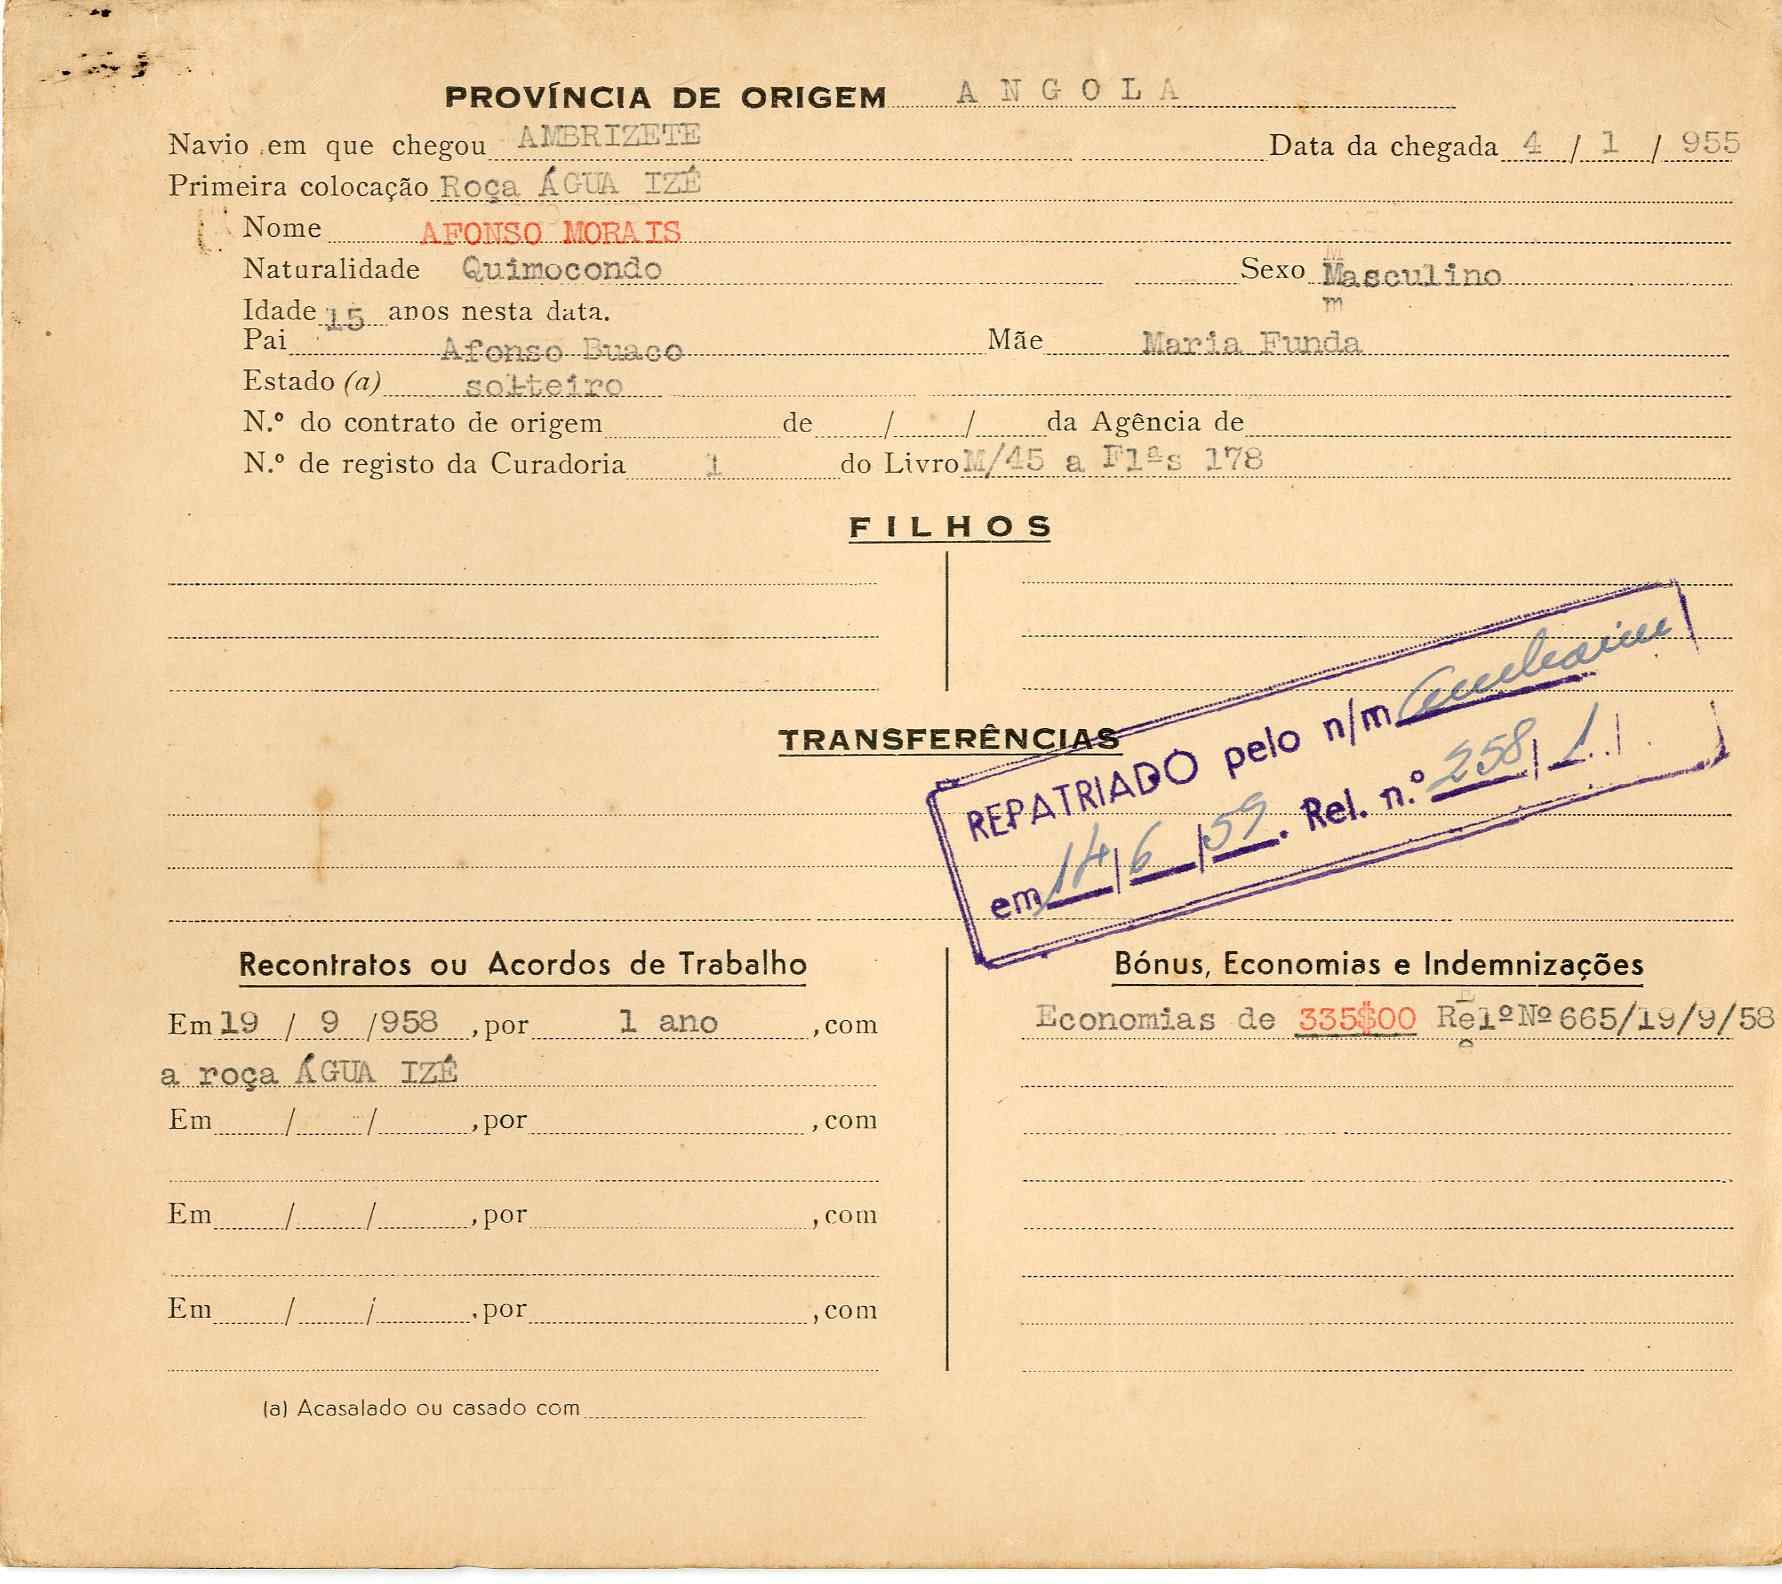 PROVÍNCIA DE ORIGEM ANGOLA
Navio em que chegou AMBRIZETE Data da chegada 4 / 1 / 955
Primeira colocação Roça ÁGUA IZÉ
Nome AFONSO MORAIS
Naturalidade Quimocondo Sexo Masculino
Idade 15 anos nesta data.
Pai Afonso Buaco Mãe Maria Funda
Estado (a) solteiro
N.º do contrato de origem de / / da Agência de
N.º de registo da Curadoria 1 do Livro M/45 a Flªs 178
FILHOS
TRANSFERÊNCIAS
REPATRIADO pelo n/m
em 14/6/59. Rel. n.º 258/1/
Recontratos ou Acordos de Trabalho
Em 19 / 9 /958 , por 1 ano , com
a roça ÁGUA IZÉ
Em / / , por , com
Em / / , por , com
Em / / , por , com
(a) Acasalado ou casado com
Bónus, Economias e Indemnizações
Economias de 335$00 Relº Nº 665/19/9/58